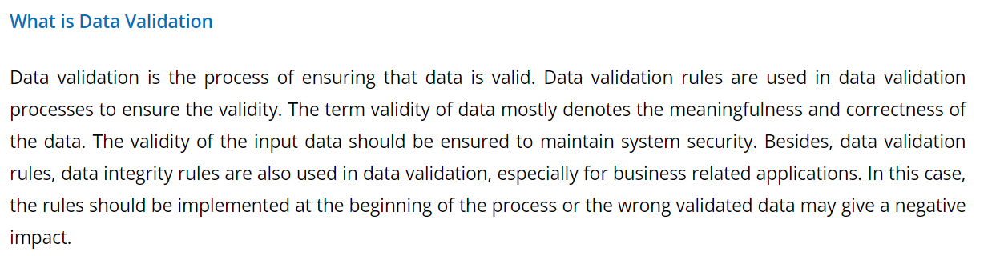 What is Data Validation
Data validation is the process of ensuring that data is valid. Data validation rules are used in data validation
processes to ensure the validity. The term validity of data mostly denotes the meaningfulness and correctness of
the data. The validity of the input data should be ensured to maintain system security. Besides, data validation
rules, data integrity rules are also used in data validation, especially for business related applications. In this case,
the rules should be implemented at the beginning of the process or the wrong validated data may give a negative
impact.